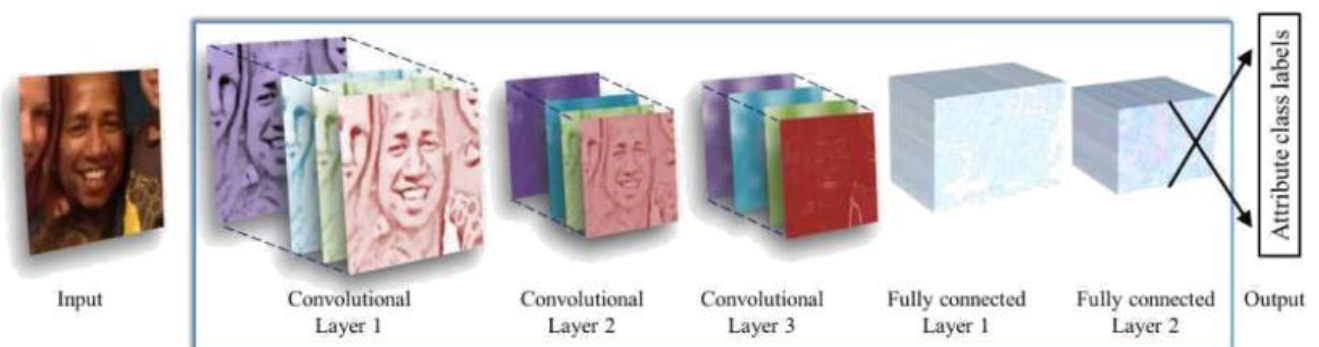 Attribute class labels
Input
Convolutional
Layer 1
Convolutional
Layer 2
Convolutional
Layer 3
Fully connected
Layer 1
Fully connected
Layer 2
Output